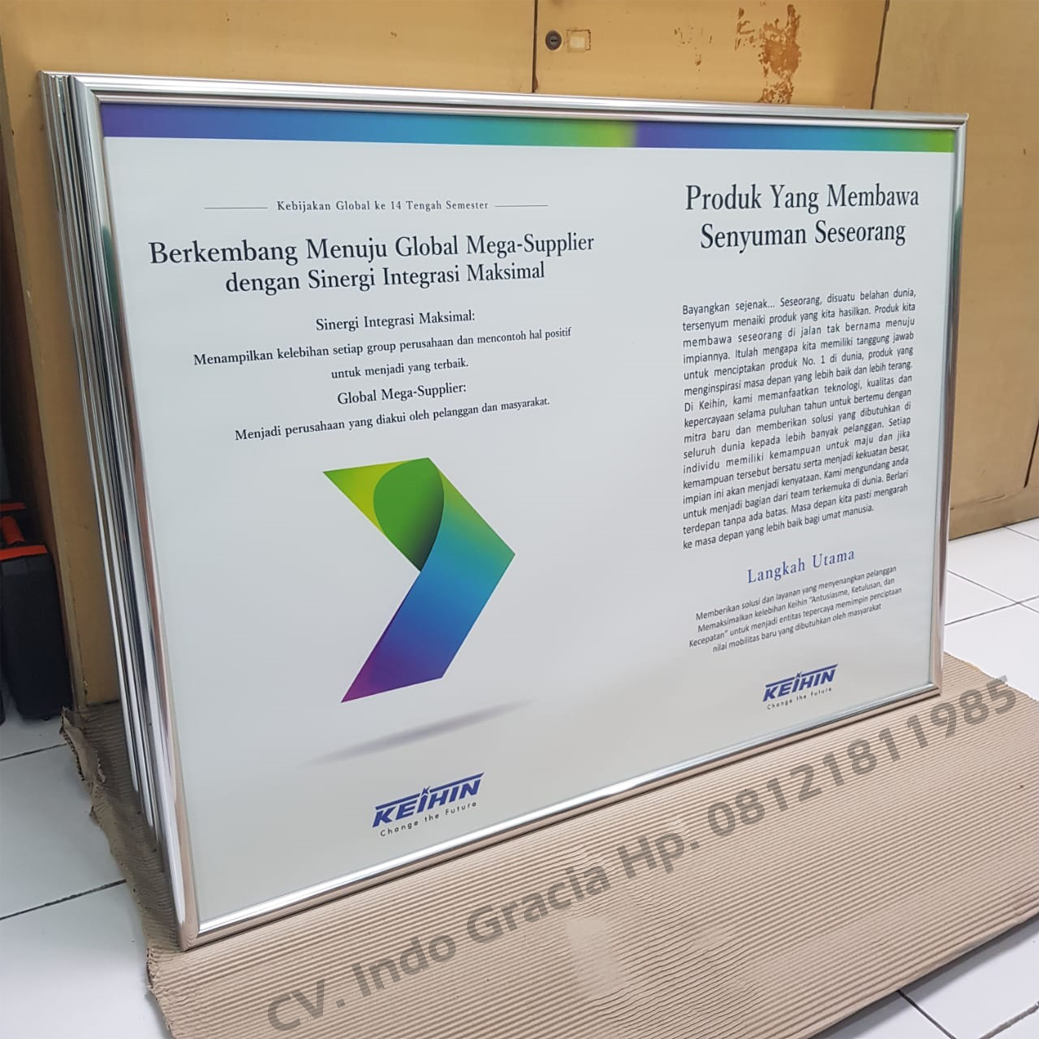 Kebijakan Global ke 14 Tengah Semester
Berkembang Menuju Global Mega-Supplier
dengan Sinergi Integrasi Maksimal
Sinergi Integrasi Maksimal:
Menampilkan kelebihan setiap group perusahaan dan mencontoh hal positif
untuk menjadi yang terbaik.
Global Mega-Supplier:
Menjadi perusahaan yang diakui oleh pelanggan dan masyarakat.
KEIHIN
Change the Future
Produk Yang Membawa
Senyuman Seseorang
Bayangkan sejenak... Seseorang, disuatu belahan dunia,
tersenyum menaiki produk yang kita hasilkan. Produk kita
membawa seseorang di jalan tak bernama menuju
impiannya. Itulah mengapa kita memiliki tanggung jawab
untuk menciptakan produk No. 1 di dunia, produk yang
menginspirasi masa depan yang lebih baik dan lebih terang.
Di Keihin, kami memanfaatkan teknologi, kualitas dan
kepercayaan selama puluhan tahun untuk bertemu dengan
mitra baru dan memberikan solusi yang dibutuhkan di
seluruh dunia kepada lebih banyak pelanggan. Setiap
individu memiliki kemampuan untuk maju dan jika
kemampuan tersebut bersatu serta menjadi kekuatan besar,
impian ini akan menjadi kenyataan. Kami mengundang anda
untuk menjadi bagian dari team terkemuka di dunia. Berlari
terdepan tanpa ada batas. Masa depan kita pasti mengarah
ke masa depan yang lebih baik bagi umat manusia.
Langkah Utama
Memberikan solusi dan layanan yang menyenangkan pelanggan
Memaksimalkan kelebihan Keihin "Antusiasme, Ketulusan, dan
Kecepatan" untuk menjadi entitas tepercaya memimpin penciptaan
nilai mobilitas baru yang dibutuhkan oleh masyarakat
KEIHIN
Change the Future
CV. Indo Gracia Hp. 08121811985